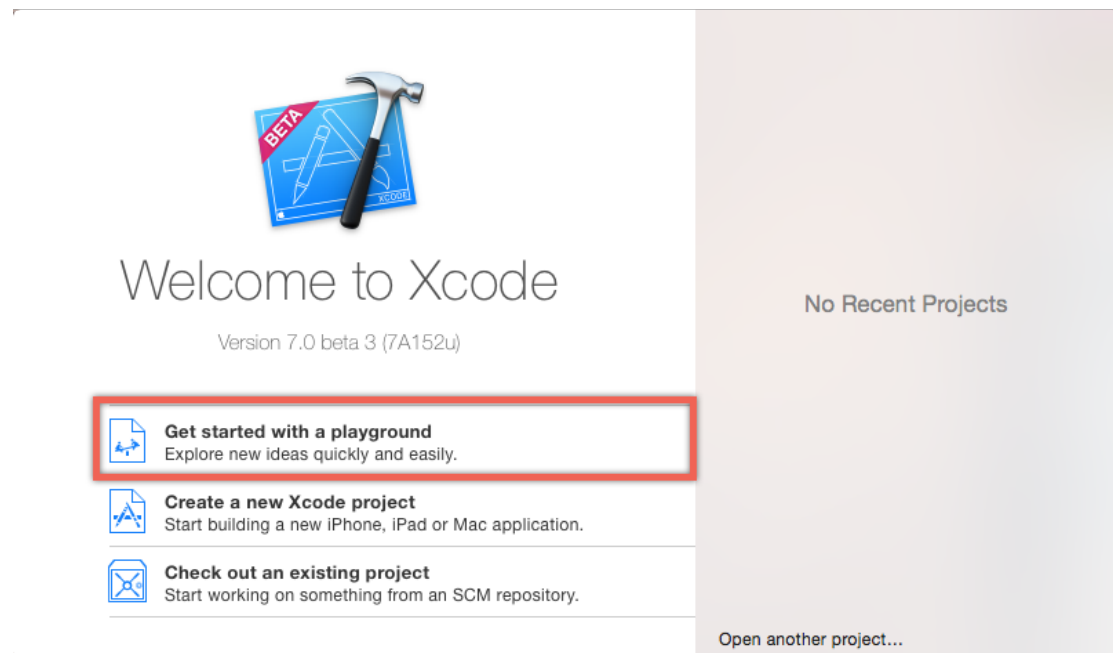 BETA
XCODE
Welcome to Xcode
Version 7.0 beta 3 (7A152u)
Get started with a playground
Explore new ideas quickly and easily.
Create a new Xcode project
Start building a new iPhone, iPad or Mac application.
Check out an existing project
Start working on something from an SCM repository.
No Recent Projects
Open another project...